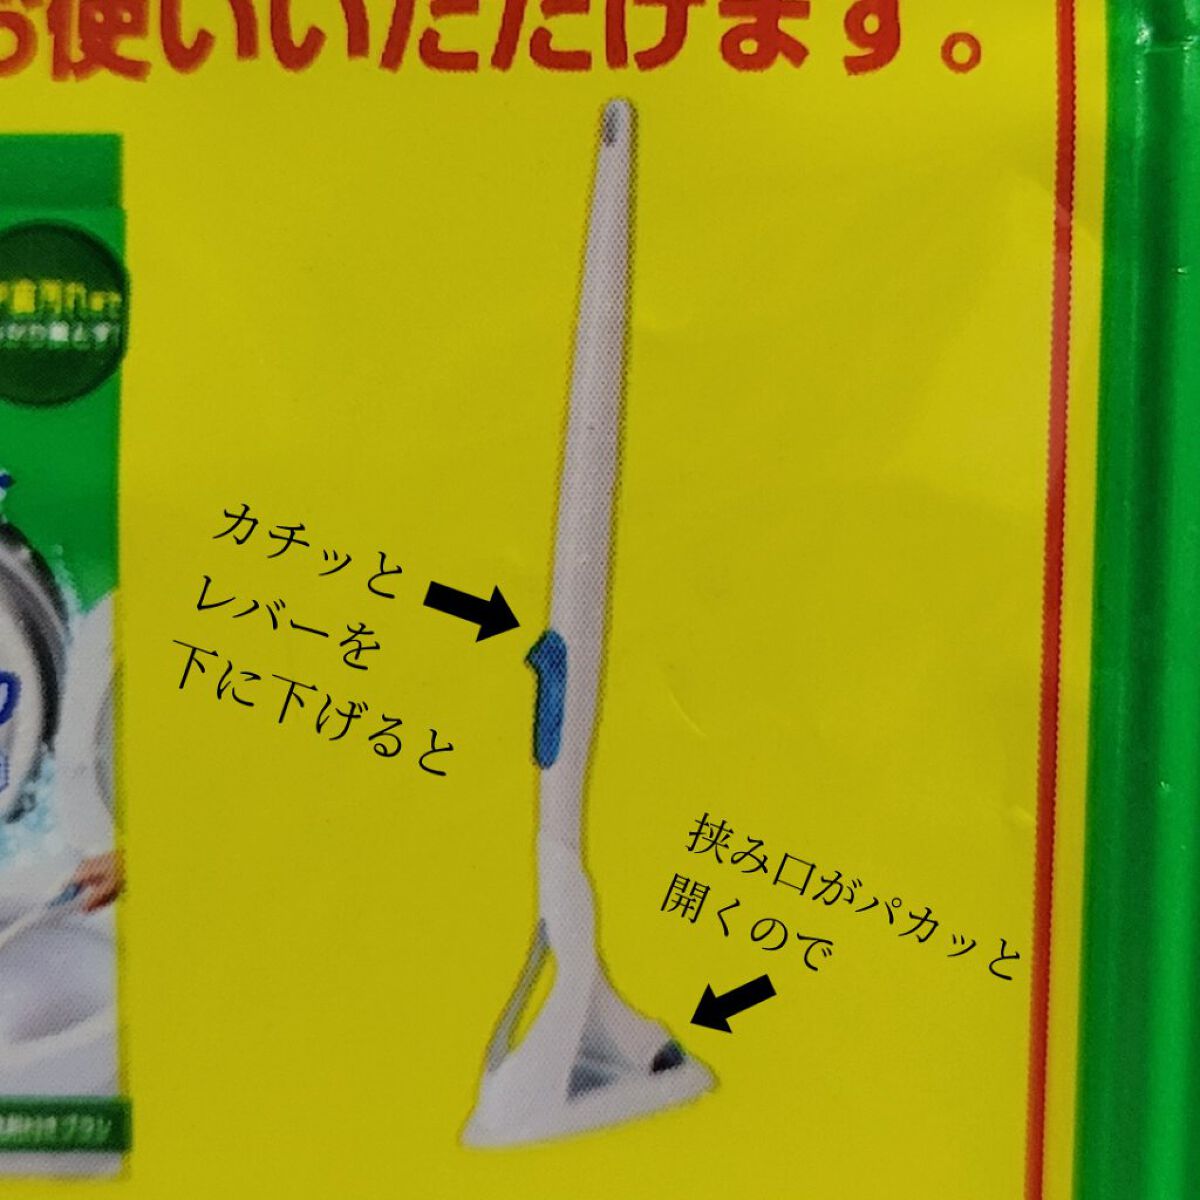 お使いいただけます。
カチッと
レバーを
下に下げると
挟み口がパカッと
開くので